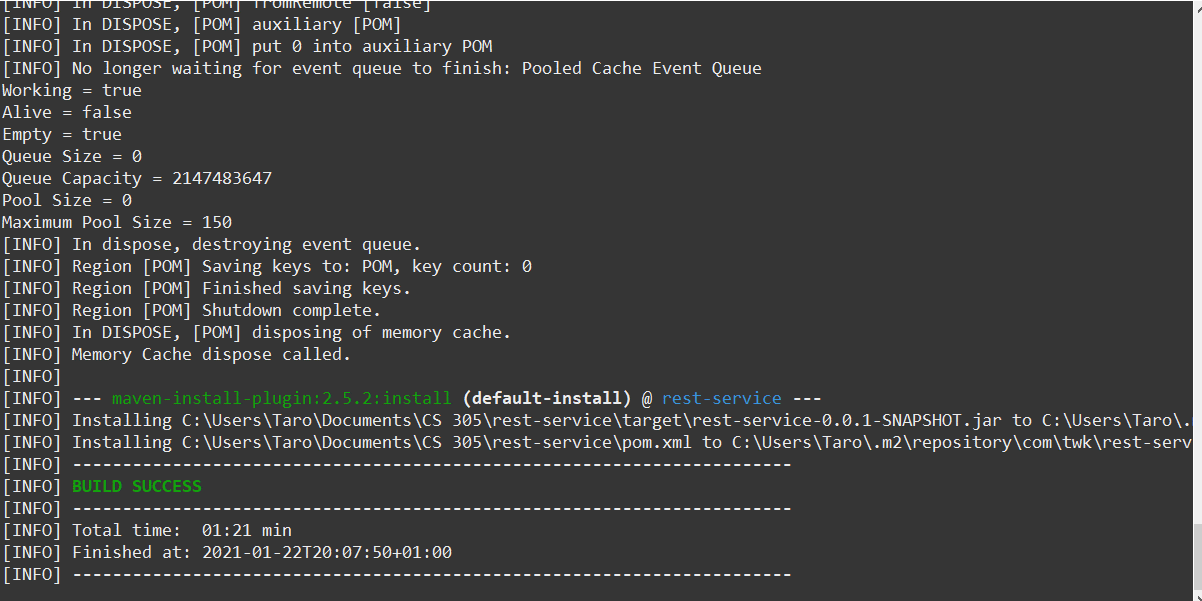 [INFO] In DISPOSE, [POM] fromRemote [false]
[INFO] In DISPOSE, [POM] auxiliary [POM]
[INFO] In DISPOSE, [POM] put 0 into auxiliary POM
[INFO] No longer waiting for event queue to finish: Pooled Cache Event Queue
Working = true
Alive = false
Empty = true
Queue Size = 0
Queue Capacity = 2147483647
Pool Size = 0
Maximum Pool Size = 150
[INFO] In dispose, destroying event queue.
[INFO] Region [POM] Saving keys to: POM, key count: 0
[INFO] Region [POM] Finished saving keys.
[INFO] Region [POM] Shutdown complete.
[INFO] In DISPOSE, [POM] disposing of memory cache.
[INFO] Memory Cache dispose called.
[INFO]
[INFO] --- maven-install-plugin:2.5.2:install (default-install) @ rest-service ---
[INFO] Installing C:\Users\Taro\Documents\CS 305\rest-service\target\rest-service-0.0.1-SNAPSHOT.jar to C:\Users\Taro\.
[INFO] Installing C:\Users\Taro\Documents\CS 305\rest-service\pom.xml to C:\Users\Taro\.m2\repository\com\twk\rest-serv
[INFO] ------------------------------------------------------------------------
[INFO] BUILD SUCCESS
[INFO] ------------------------------------------------------------------------
[INFO] Total time:  01:21 min
[INFO] Finished at: 2021-01-22T20:07:50+01:00
[INFO] ------------------------------------------------------------------------